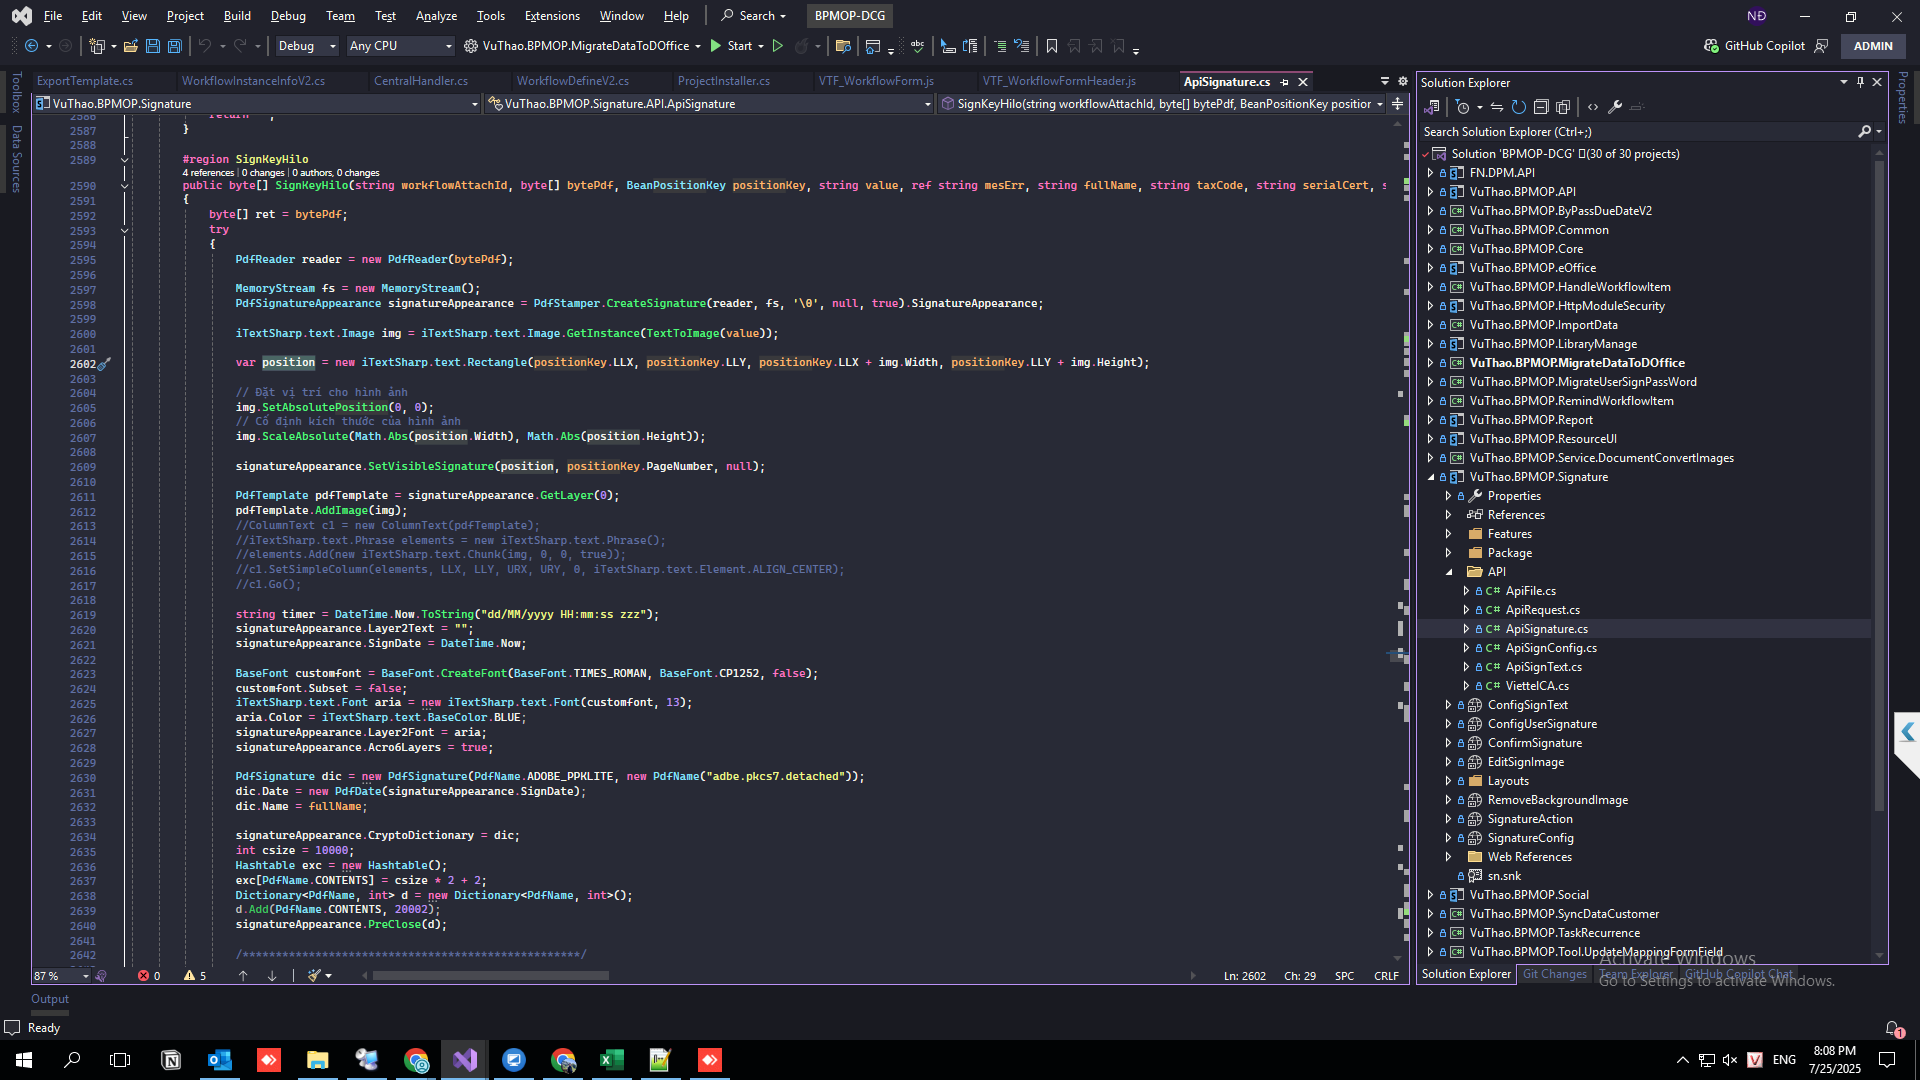 File Edit View Project Build Debug Team Test Analyze Tools Extensions Window Help Search BPMOP-DCG NĐ
Debug Any CPU VuThao.BPMOP.MigrateDataToDOffice Start GitHub Copilot ADMIN
Toolbox
Data Sources
ExportTemplate.cs WorkflowInstanceInfoV2.cs CentralHandler.cs WorkflowDefineV2.cs ProjectInstaller.cs VTF_WorkflowForm.js VTF_WorkflowFormHeader.js ApiSignature.cs
VuThao.BPMOP.Signature VuThao.BPMOP.Signature.API.ApiSignature SignKeyHilo(string workflowAttachId, byte[] bytePdf, BeanPositionKey position
2587 }
2588
2589 #region SignKeyHilo
4 references | 0 changes | 0 authors, 0 changes
2590 public byte[] SignKeyHilo(string workflowAttachId, byte[] bytePdf, BeanPositionKey positionKey, string value, ref string mesErr, string fullName, string taxCode, string serialCert, s
2591 {
2592 byte[] ret = bytePdf;
2593 try
2594 {
2595 PdfReader reader = new PdfReader(bytePdf);
2596
2597 MemoryStream fs = new MemoryStream();
2598 PdfSignatureAppearance signatureAppearance = PdfStamper.CreateSignature(reader, fs, '\0', null, true).SignatureAppearance;
2599
2600 iTextSharp.text.Image img = iTextSharp.text.Image.GetInstance(TextToImage(value));
2601
2602 var position = new iTextSharp.text.Rectangle(positionKey.LLX, positionKey.LLY, positionKey.LLX + img.Width, positionKey.LLY + img.Height);
2603
2604 // Đặt vị trí cho hình ảnh
2605 img.SetAbsolutePosition(0, 0);
2606 // Cố định kích thước của hình ảnh
2607 img.ScaleAbsolute(Math.Abs(position.Width), Math.Abs(position.Height));
2608
2609 signatureAppearance.SetVisibleSignature(position, positionKey.PageNumber, null);
2610
2611 PdfTemplate pdfTemplate = signatureAppearance.GetLayer(0);
2612 pdfTemplate.AddImage(img);
2613 //ColumnText c1 = new ColumnText(pdfTemplate);
2614 //iTextSharp.text.Phrase elements = new iTextSharp.text.Phrase();
2615 //elements.Add(new iTextSharp.text.Chunk(img, 0, 0, true));
2616 //c1.SetSimpleColumn(elements, LLX, LLY, URX, URY, 0, iTextSharp.text.Element.ALIGN_CENTER);
2617 //c1.Go();
2618
2619 string timer = DateTime.Now.ToString("dd/MM/yyyy HH:mm:ss zzz");
2620 signatureAppearance.Layer2Text = "";
2621 signatureAppearance.SignDate = DateTime.Now;
2622
2623 BaseFont customfont = BaseFont.CreateFont(BaseFont.TIMES_ROMAN, BaseFont.CP1252, false);
2624 customfont.Subset = false;
2625 iTextSharp.text.Font aria = new iTextSharp.text.Font(customfont, 13);
2626 aria.Color = iTextSharp.text.BaseColor.BLUE;
2627 signatureAppearance.Layer2Font = aria;
2628 signatureAppearance.Acro6Layers = true;
2629
2630 PdfSignature dic = new PdfSignature(PdfName.ADOBE_PPKLITE, new PdfName("adbe.pkcs7.detached"));
2631 dic.Date = new PdfDate(signatureAppearance.SignDate);
2632 dic.Name = fullName;
2633
2634 signatureAppearance.CryptoDictionary = dic;
2635 int csize = 10000;
2636 Hashtable exc = new Hashtable();
2637 exc[PdfName.CONTENTS] = csize * 2 + 2;
2638 Dictionary<PdfName, int> d = new Dictionary<PdfName, int>();
2639 d.Add(PdfName.CONTENTS, 20002);
2640 signatureAppearance.PreClose(d);
2641
2642 /***************************************************/
87 % 0 5 Ln: 2602 Ch: 29 SPC CRLF
Output
Ready
Solution Explorer
Search Solution Explorer (Ctrl+;)
Solution 'BPMOP-DCG' (30 of 30 projects)
FN.DPM.API
VuThao.BPMOP.API
VuThao.BPMOP.ByPassDueDateV2
VuThao.BPMOP.Common
VuThao.BPMOP.Core
VuThao.BPMOP.eOffice
VuThao.BPMOP.HandleWorkflowItem
VuThao.BPMOP.HttpModuleSecurity
VuThao.BPMOP.ImportData
VuThao.BPMOP.LibraryManage
VuThao.BPMOP.MigrateDataToDOffice
VuThao.BPMOP.MigrateUserSignPassWord
VuThao.BPMOP.RemindWorkflowItem
VuThao.BPMOP.Report
VuThao.BPMOP.ResourceUI
VuThao.BPMOP.Service.DocumentConvertImages
VuThao.BPMOP.Signature
Properties
References
Features
Package
API
ApiFile.cs
ApiRequest.cs
ApiSignature.cs
ApiSignConfig.cs
ApiSignText.cs
ViettelCA.cs
ConfigSignText
ConfigUserSignature
ConfirmSignature
EditSignImage
Layouts
RemoveBackgroundImage
SignatureAction
SignatureConfig
Web References
sn.snk
VuThao.BPMOP.Social
VuThao.BPMOP.SyncDataCustomer
VuThao.BPMOP.TaskRecurrence
VuThao.BPMOP.Tool.UpdateMappingFormField
Solution Explorer Git Changes Team Explorer GitHub Copilot Chat
Activate Windows
Go to Settings to activate Windows.
Properties
1
ENG 8:08 PM
7/25/2025